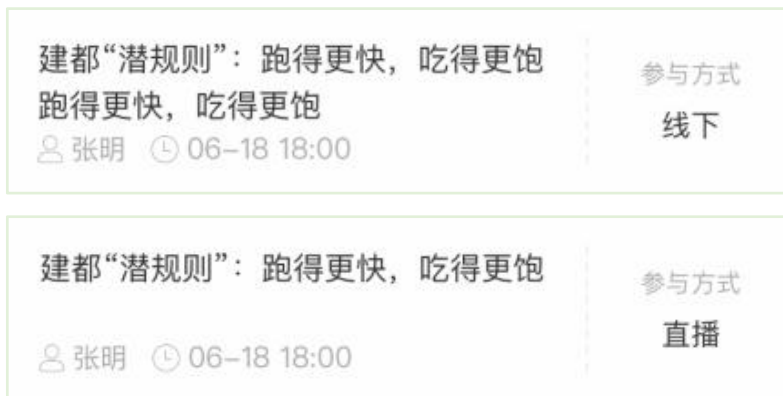 建都“潜规则”：跑得更快，吃得更饱
跑得更快，吃得更饱
张明 06-18 18:00
参与方式
线下
建都“潜规则”：跑得更快，吃得更饱
张明 06-18 18:00
参与方式
直播